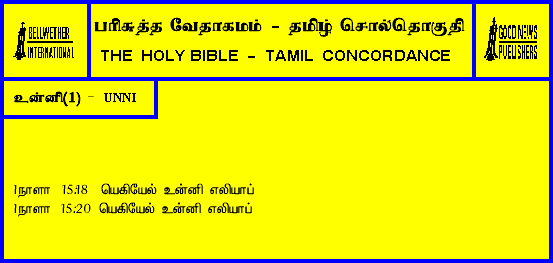 BELLWETHER
INTERNATIONAL
பரிசுத்த வேதாகமம் - தமிழ் சொல்தொகுதி
THE HOLY BIBLE - TAMIL CONCORDANCE
GOOD NEWS
PUBLISHERS
உன்னி(1) - UNNI
1நாளா 15:18 யெகியேல் உன்னி எலியாப்
1நாளா 15:20 யெகியேல் உன்னி எலியாப்